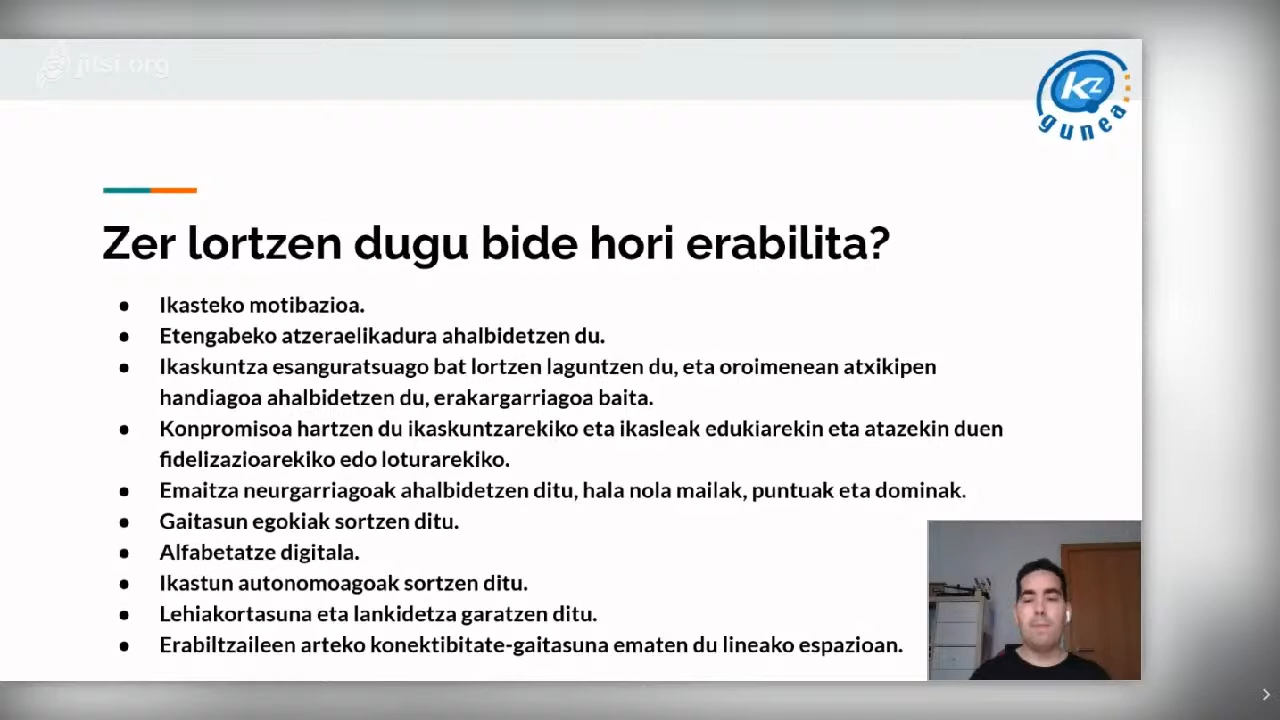 jitsi.org
kz
gunea
Zer lortzen dugu bide hori erabilita?
● Ikasteko motibazioa.
● Etengabeko atzeraelikadura ahalbidetzen du.
● Ikaskuntza esanguratsuago bat lortzen laguntzen du, eta oroimenean atxikipen
handiagoa ahalbidetzen du, erakargarriagoa baita.
● Konpromisoa hartzen du ikaskuntzarekiko eta ikasleak edukiarekin eta atazekin duen
fidelizazioarekiko edo loturarekiko.
● Emaitza neurgarriagoak ahalbidetzen ditu, hala nola mailak, puntuak eta dominak.
● Gaitasun egokiak sortzen ditu.
● Alfabetatze digitala.
● Ikastun autonomoagoak sortzen ditu.
● Lehiakortasuna eta lankidetza garatzen ditu.
● Erabiltzaileen arteko konektibitate-gaitasuna ematen du lineako espazioan.